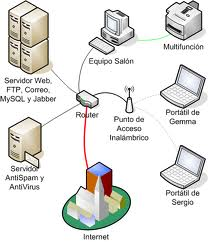 Equipo Salón
Multifunción
Servidor Web,
FTP, Correo,
MySQL y Jabber
Router
Punto de
Acceso
Inalámbrico
Portátil de
Gemma
Servidor
AntiSpam y
AntiVirus
Portátil de
Sergio
Internet